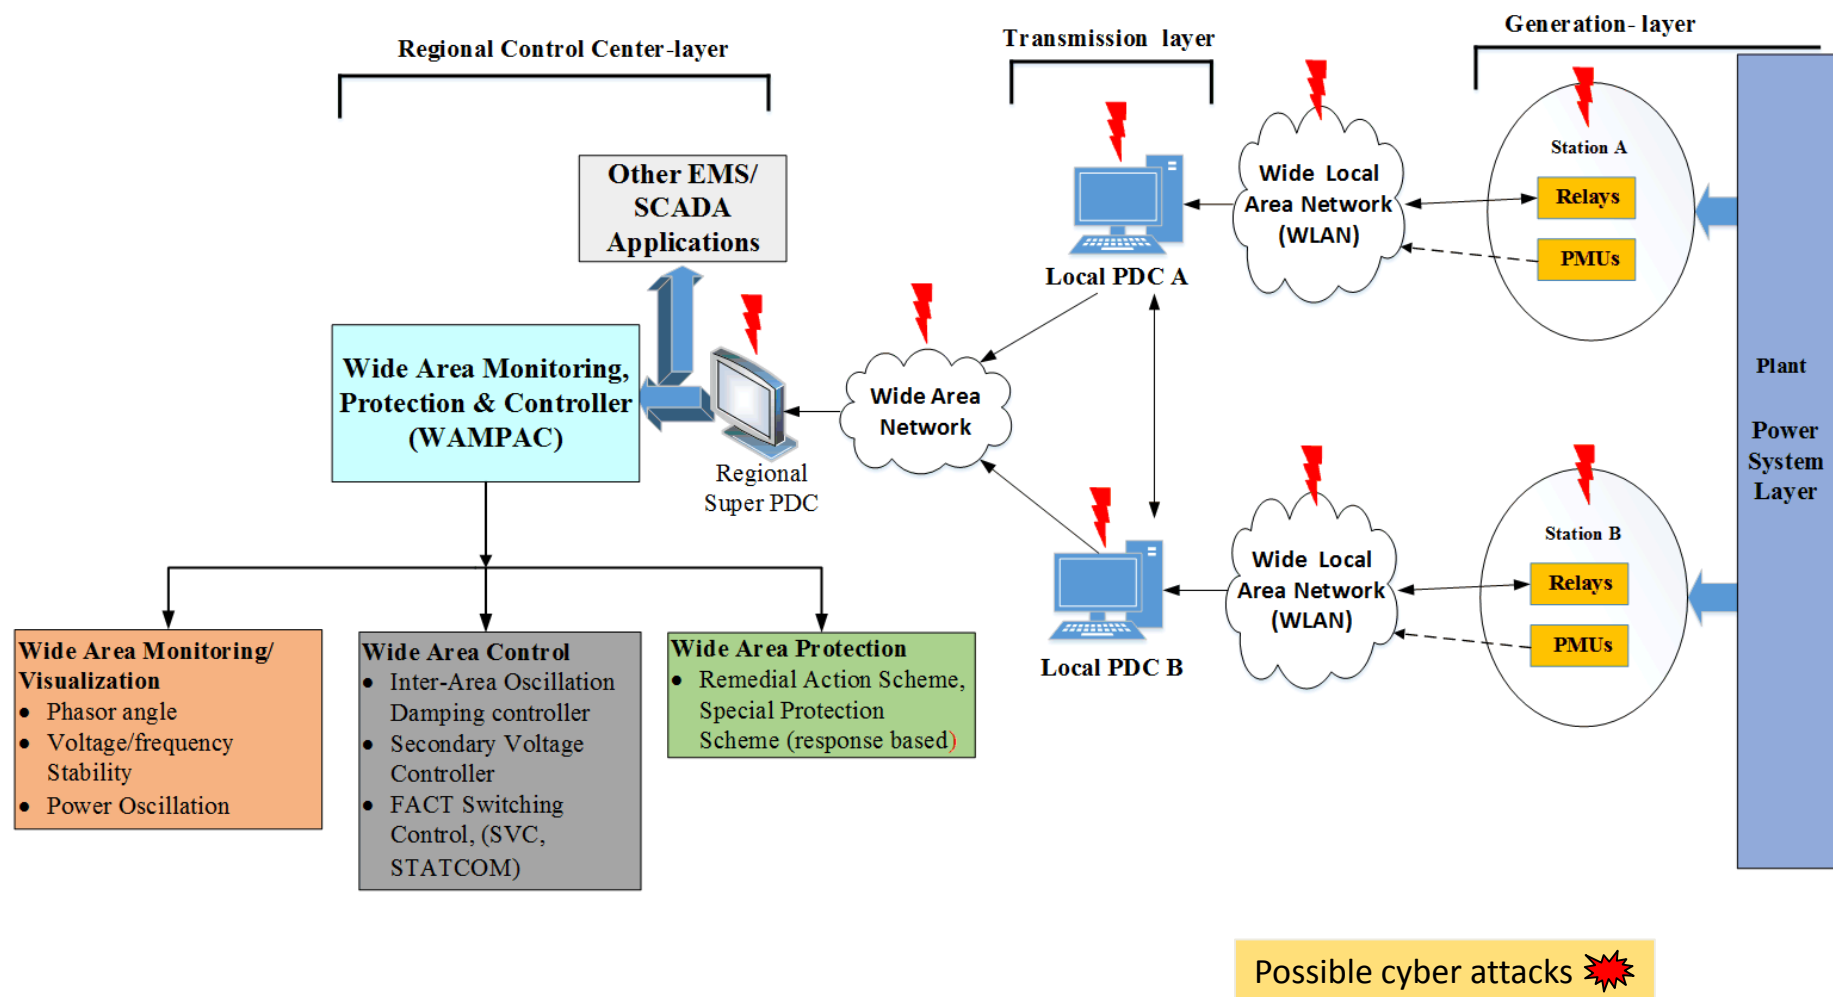 Regional Control Center-layer
Transmission layer
Generation- layer
Other EMS/
SCADA
Applications
Wide Area Monitoring,
Protection & Controller
(WAMPAC)
Regional
Super PDC
Wide Area
Network
Local PDC A
Wide Local
Area Network
(WLAN)
Station A
Relays
PMUs
Local PDC B
Wide Local
Area Network
(WLAN)
Station B
Relays
PMUs
Plant
Power
System
Layer
Wide Area Monitoring/
Visualization
• Phasor angle
• Voltage/frequency
Stability
• Power Oscillation
Wide Area Control
• Inter-Area Oscillation
Damping controller
• Secondary Voltage
Controller
• FACT Switching
Control, (SVC,
STATCOM)
Wide Area Protection
• Remedial Action Scheme,
Special Protection
Scheme (response based)
Possible cyber attacks